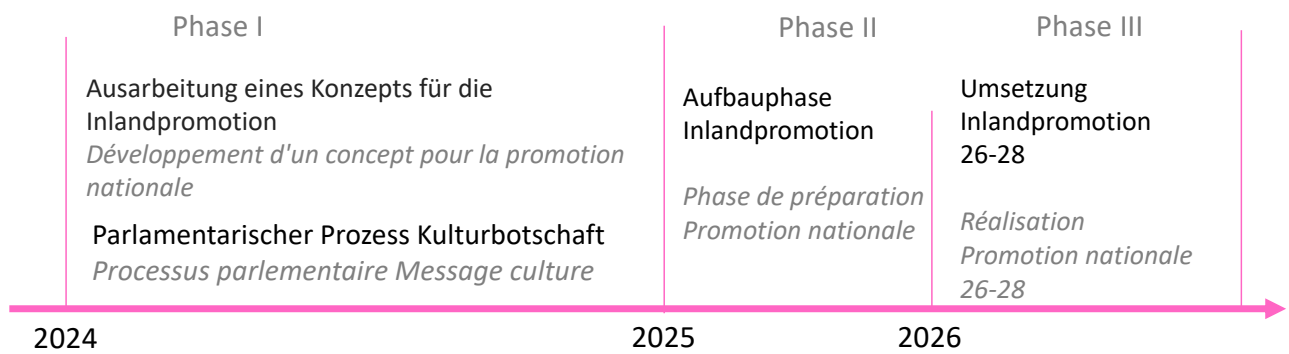 Phase I
Phase II
Phase III
Ausarbeitung eines Konzepts für die
Inlandpromotion
Développement d'un concept pour la promotion
nationale
Parlamentarischer Prozess Kulturbotschaft
Processus parlementaire Message culture
Aufbauphase
Inlandpromotion
Phase de préparation
Promotion nationale
Umsetzung
Inlandpromotion
26-28
Réalisation
Promotion nationale
26-28
2024
2025
2026